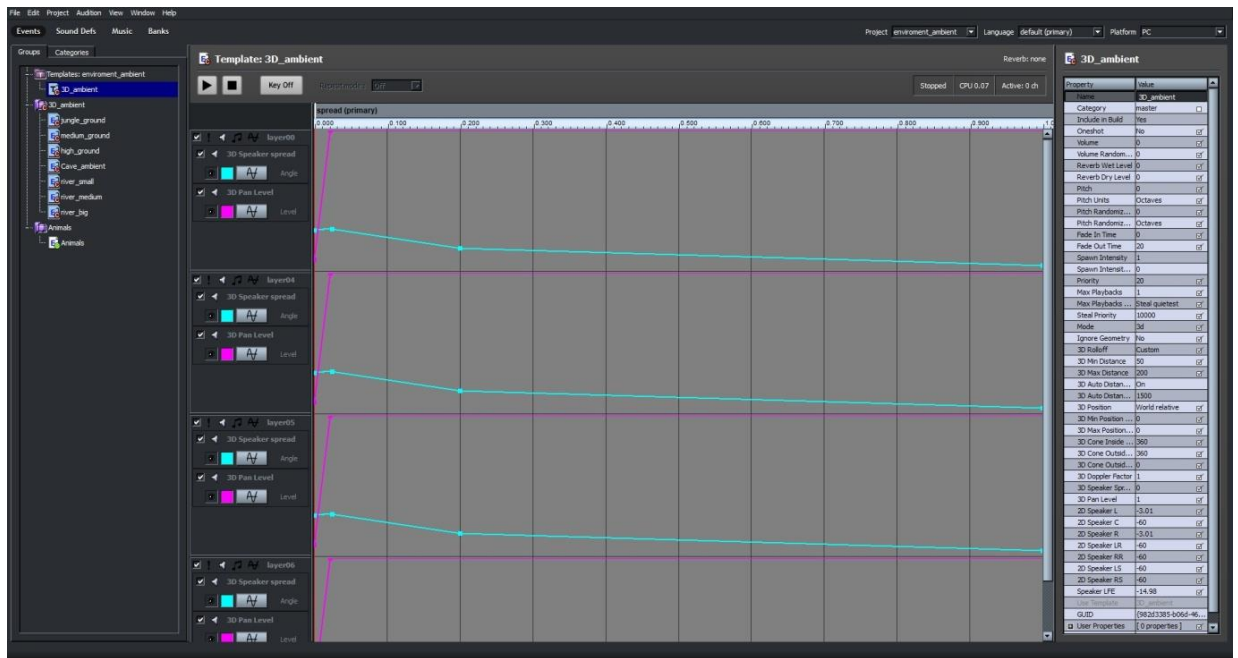 File Edit Project Audition View Window Help
Events Sound Defs Music Banks
Project enviroment_ambient Language default (primary) Platform PC
Groups Categories
Templates: enviroment_ambient
3D_ambient
3D_ambient
jungle_ground
medium_ground
high_ground
Cave_ambient
river_small
river_medium
river_big
Animals
Animals
Template: 3D_ambient
Reverb: none
Key Off Off
Stopped CPU 0.07 Active: 0 ch
spread (primary)
0.000 0.100 0.200 0.300 0.400 0.500 0.600 0.700 0.800 0.900 1.0
layer00
3D Speaker spread
Angle
3D Pan Level
Level
layer04
3D Speaker spread
Angle
3D Pan Level
Level
layer05
3D Speaker spread
Angle
3D Pan Level
Level
layer06
3D Speaker spread
Angle
3D Pan Level
Level
3D_ambient
Property Value
Name 3D_ambient
Category master
Include in Build Yes
Oneshot No
Volume 0
Volume Random... 0
Reverb Wet Level 0
Reverb Dry Level 0
Pitch 0
Pitch Units Octaves
Pitch Randomiz... 0
Pitch Randomiz... Octaves
Fade In Time 0
Fade Out Time 20
Spawn Intensity 1
Spawn Intensit... 0
Priority 20
Max Playbacks 1
Max Playbacks ... Steal quietest
Steal Priority 10000
Mode 3d
Ignore Geometry No
3D Rolloff Custom
3D Min Distance 50
3D Max Distance 200
3D Auto Distan... On
3D Auto Distan... 1500
3D Position World relative
3D Min Position ... 0
3D Max Position... 0
3D Cone Inside ... 360
3D Cone Outsid... 360
3D Cone Outsid... 0
3D Doppler Factor 1
3D Speaker Spr... 0
3D Pan Level 1
2D Speaker L -3.01
2D Speaker C -60
2D Speaker R -3.01
2D Speaker LR -60
2D Speaker RR -60
2D Speaker LS -60
2D Speaker RS -60
Speaker LFE -14.98
Use Template 3D_ambient
GUID {982d3385-b06d-46...
User Properties [ 0 properties ]